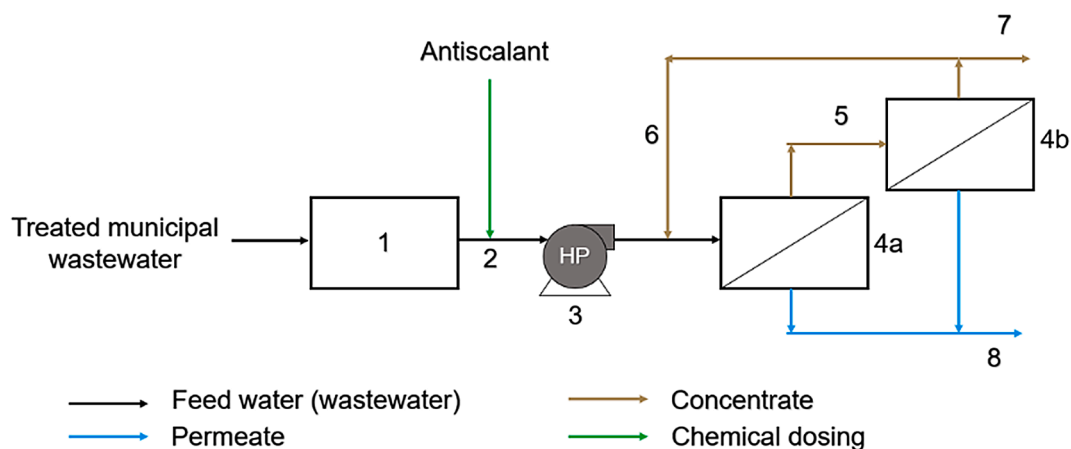 7
Antiscalant
5
6
4b
Treated municipal
wastewater
1
2
HP
4a
3
8
Feed water (wastewater)
Concentrate
Permeate
Chemical dosing